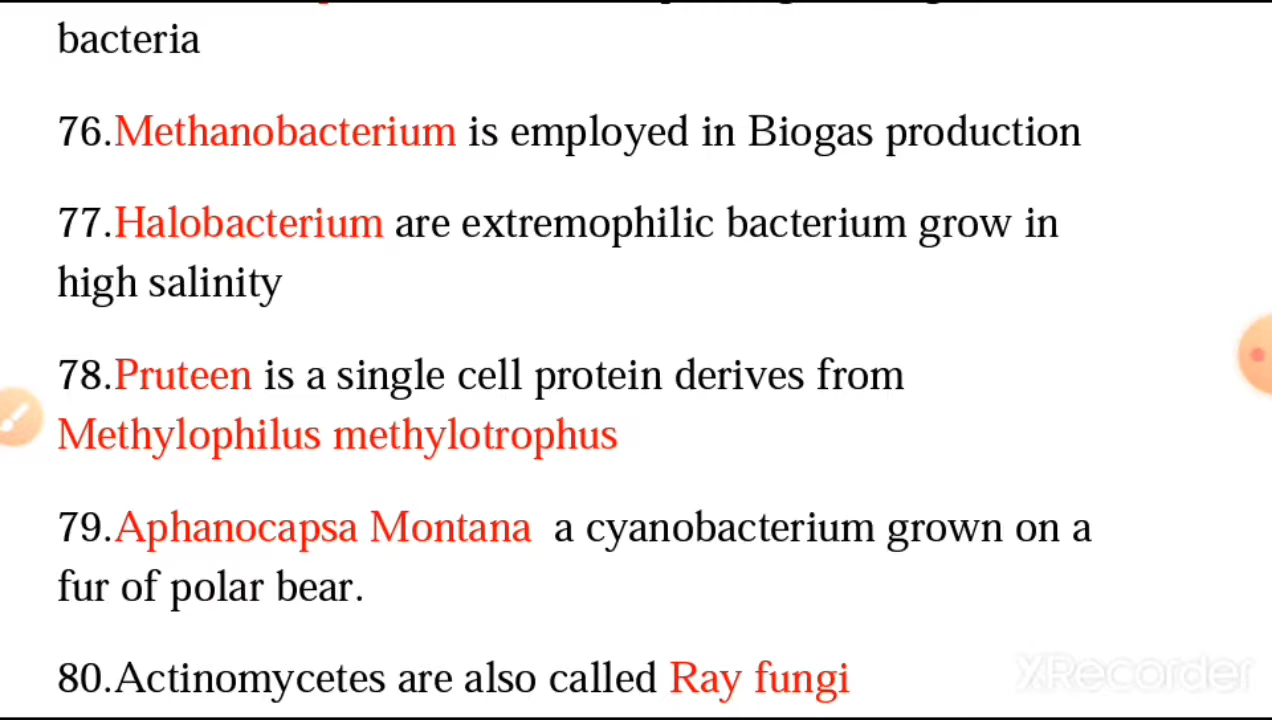 bacteria
76.Methanobacterium is employed in Biogas production
77.Halobacterium are extremophilic bacterium grow in
high salinity
78.Pruteen is a single cell protein derives from
Methylophilus methylotrophus
79.Aphanocapsa Montana a cyanobacterium grown on a
fur of polar bear.
80.Actinomycetes are also called Ray fungi
XRecorder